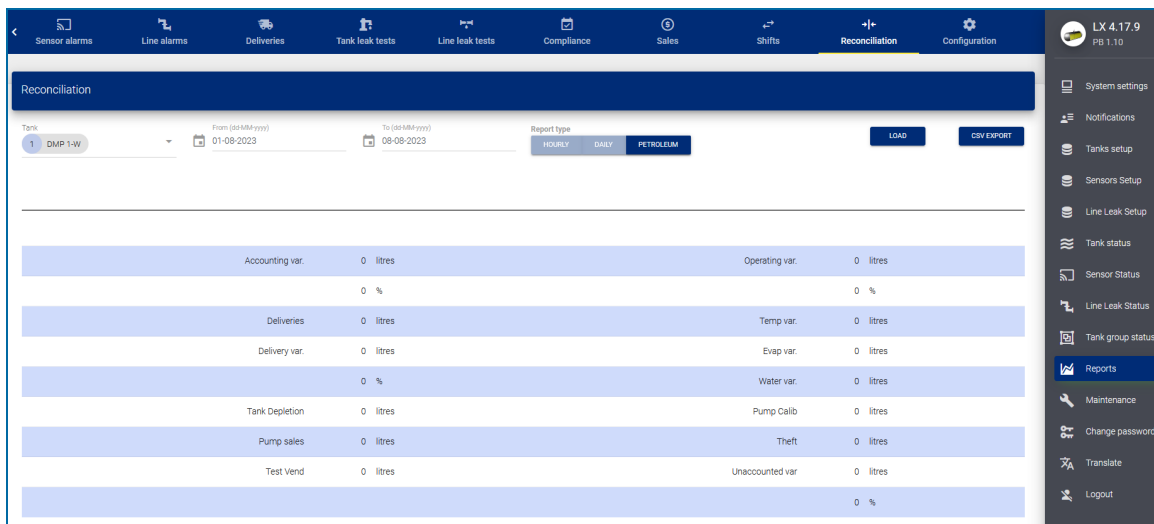 Sensor alarms Line alarms Deliveries Tank leak tests Line leak tests Compliance Sales Shifts Reconciliation Configuration
LX 4.17.9
PB 1.10
Reconciliation
Tank From (dd-MM-yyyy) To (dd-MM-yyyy) Report type
1 DMP 1-W 01-08-2023 08-08-2023 HOURLY DAILY PETROLEUM LOAD CSV EXPORT
Accounting var. 0 litres Operating var. 0 litres
0 % 0 %
Deliveries 0 litres Temp var. 0 litres
Delivery var. 0 litres Evap var. 0 litres
0 % Water var. 0 litres
Tank Depletion 0 litres Pump Calib 0 litres
Pump sales 0 litres Theft 0 litres
Test Vend 0 litres Unaccounted var 0 litres
0 %
System settings
Notifications
Tanks setup
Sensors Setup
Line Leak Setup
Tank status
Sensor Status
Line Leak Status
Tank group status
Reports
Maintenance
Change password
Translate
Logout